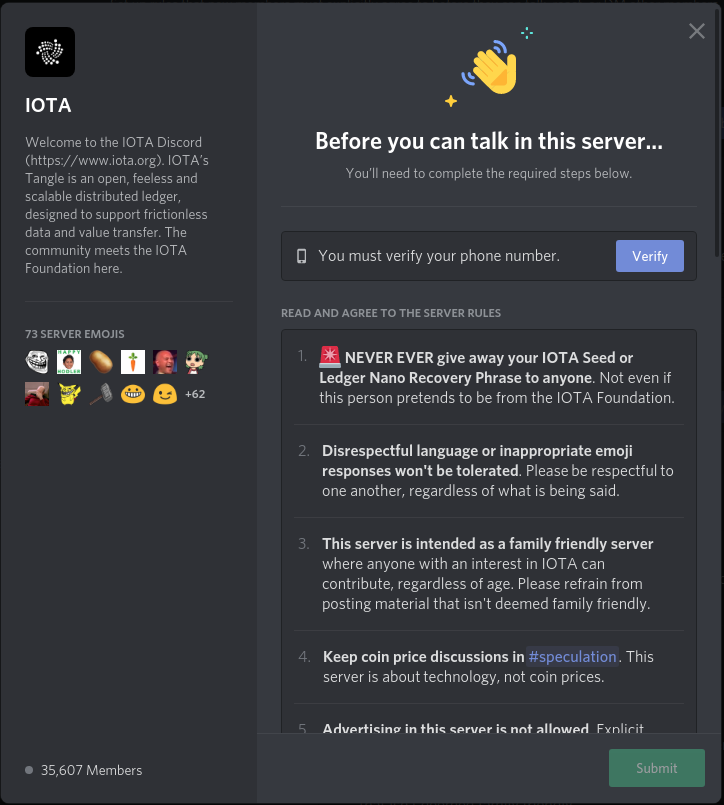 IOTA
Welcome to the IOTA Discord
(https://www.iota.org). IOTA's
Tangle is an open, feeless and
scalable distributed ledger,
designed to support frictionless
data and value transfer. The
community meets the IOTA
Foundation here.
73 SERVER EMOJIS
HAPPY
NOOLER
+62
35,607 Members
Before you can talk in this server...
You'll need to complete the required steps below.
You must verify your phone number.
Verify
READ AND AGREE TO THE SERVER RULES
1. NEVER EVER give away your IOTA Seed or
Ledger Nano Recovery Phrase to anyone. Not even if
this person pretends to be from the IOTA Foundation.
2. Disrespectful language or inappropriate emoji
responses won't be tolerated. Please be respectful to
one another, regardless of what is being said.
3. This server is intended as a family friendly server
where anyone with an interest in IOTA can
contribute, regardless of age. Please refrain from
posting material that isn't deemed family friendly.
4. Keep coin price discussions in #speculation. This
server is about technology, not coin prices.
5. Advertising in this server is not allowed. Explicit
Submit